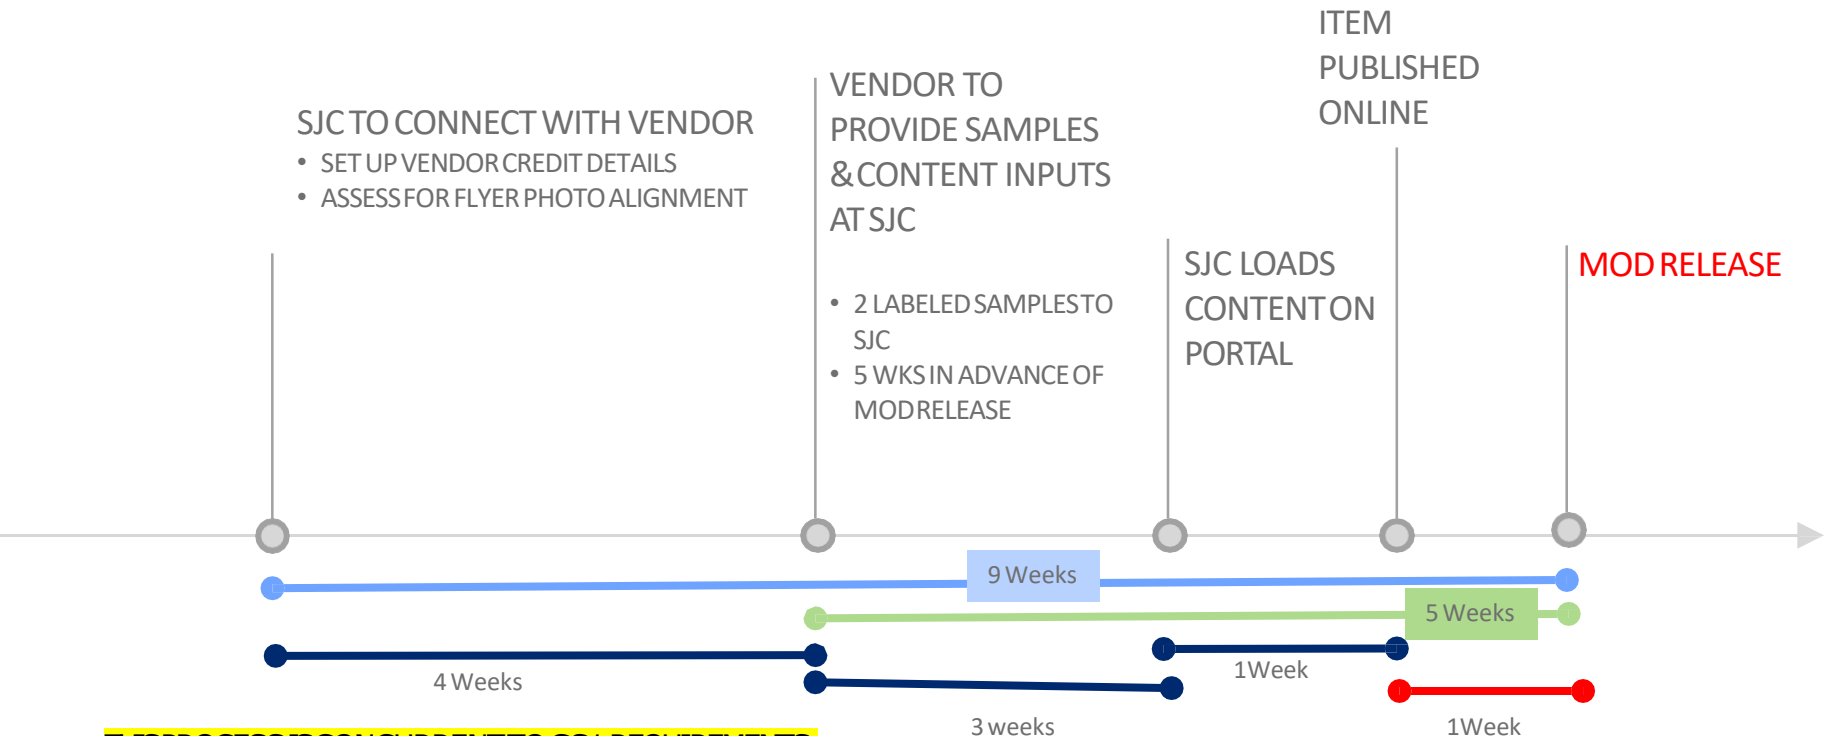 SJC TO CONNECT WITH VENDOR
• SET UP VENDOR CREDIT DETAILS
• ASSESS FOR FLYER PHOTO ALIGNMENT
VENDOR TO
PROVIDE SAMPLES
& CONTENT INPUTS
AT SJC
• 2 LABELED SAMPLES TO
SJC
• 5 WKS IN ADVANCE OF
MOD RELEASE
SJC LOADS
CONTENT ON
PORTAL
ITEM
PUBLISHED
ONLINE
MOD RELEASE
9 Weeks
5 Weeks
4 Weeks
3 weeks
1 Week
1 Week